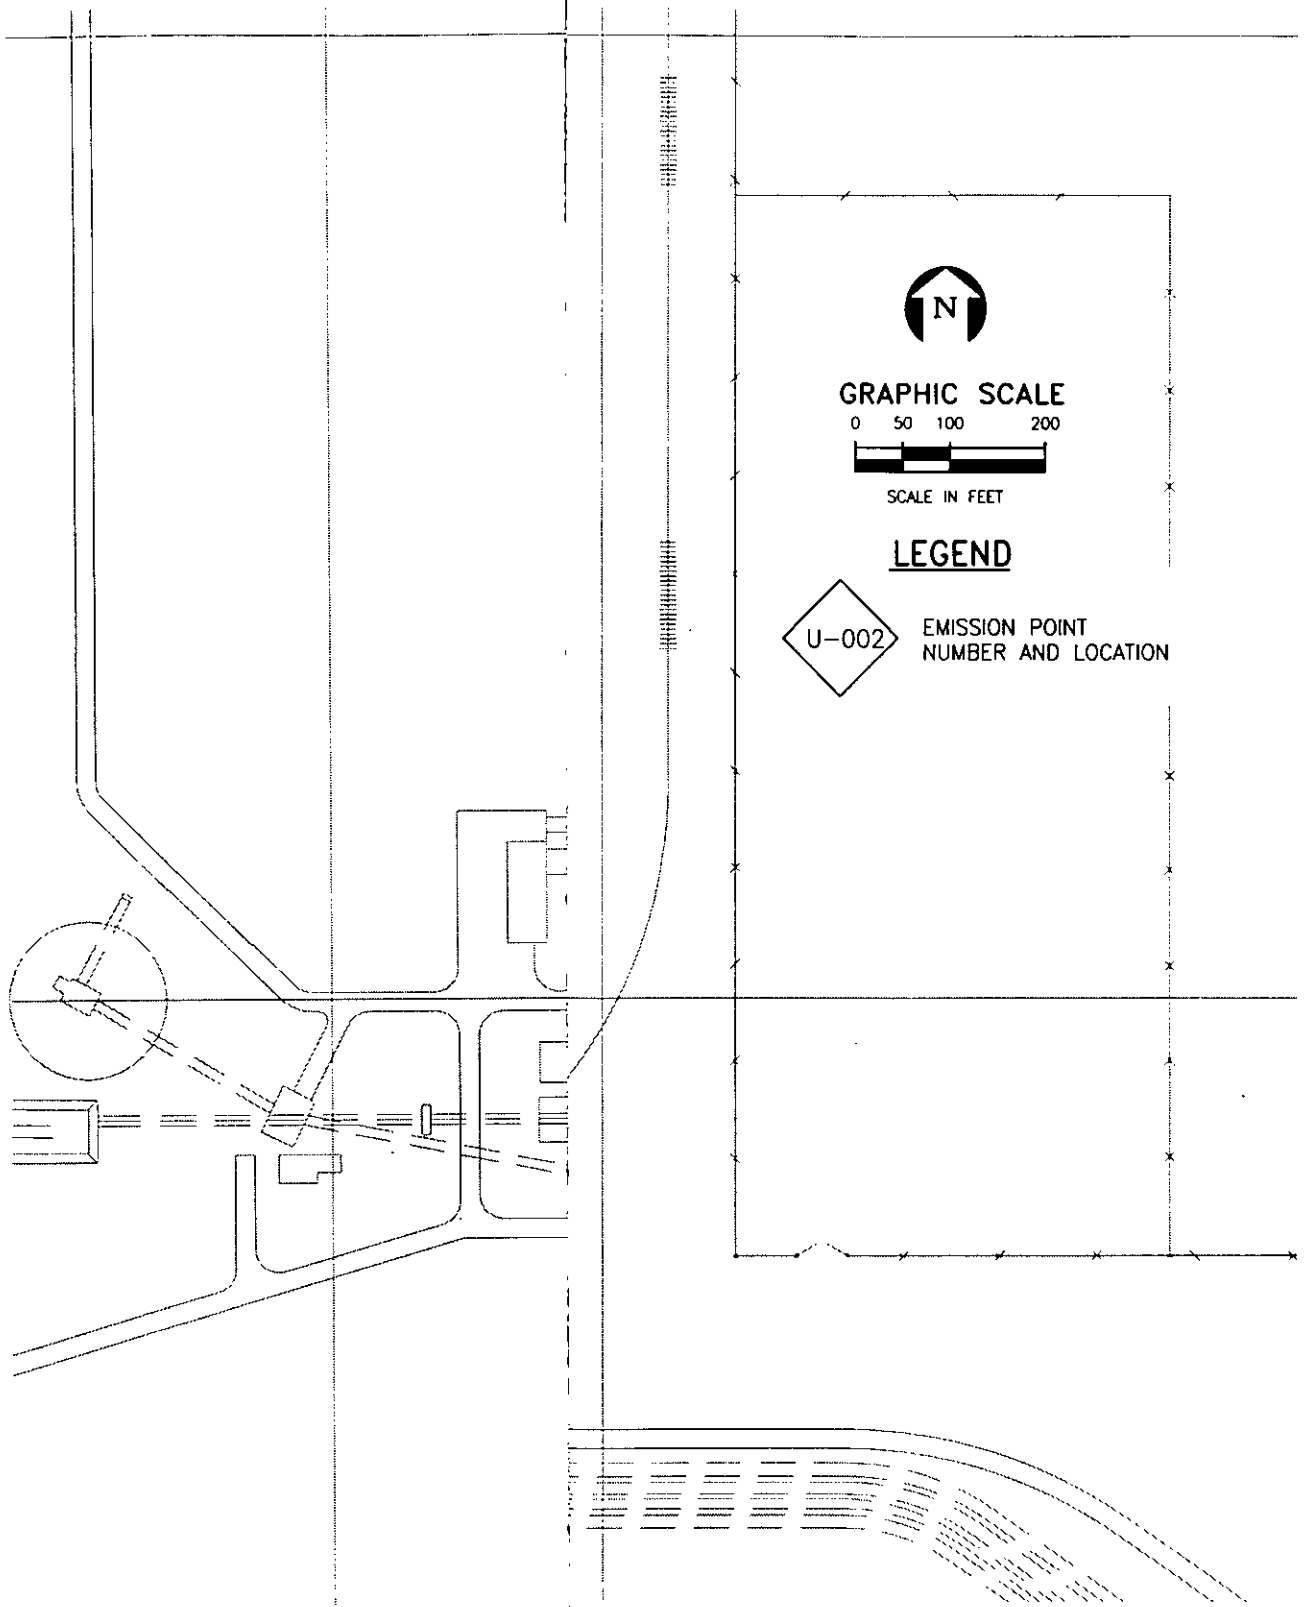 N
GRAPHIC SCALE
0 50 100 200
SCALE IN FEET
LEGEND
U-002
EMISSION POINT
NUMBER AND LOCATION